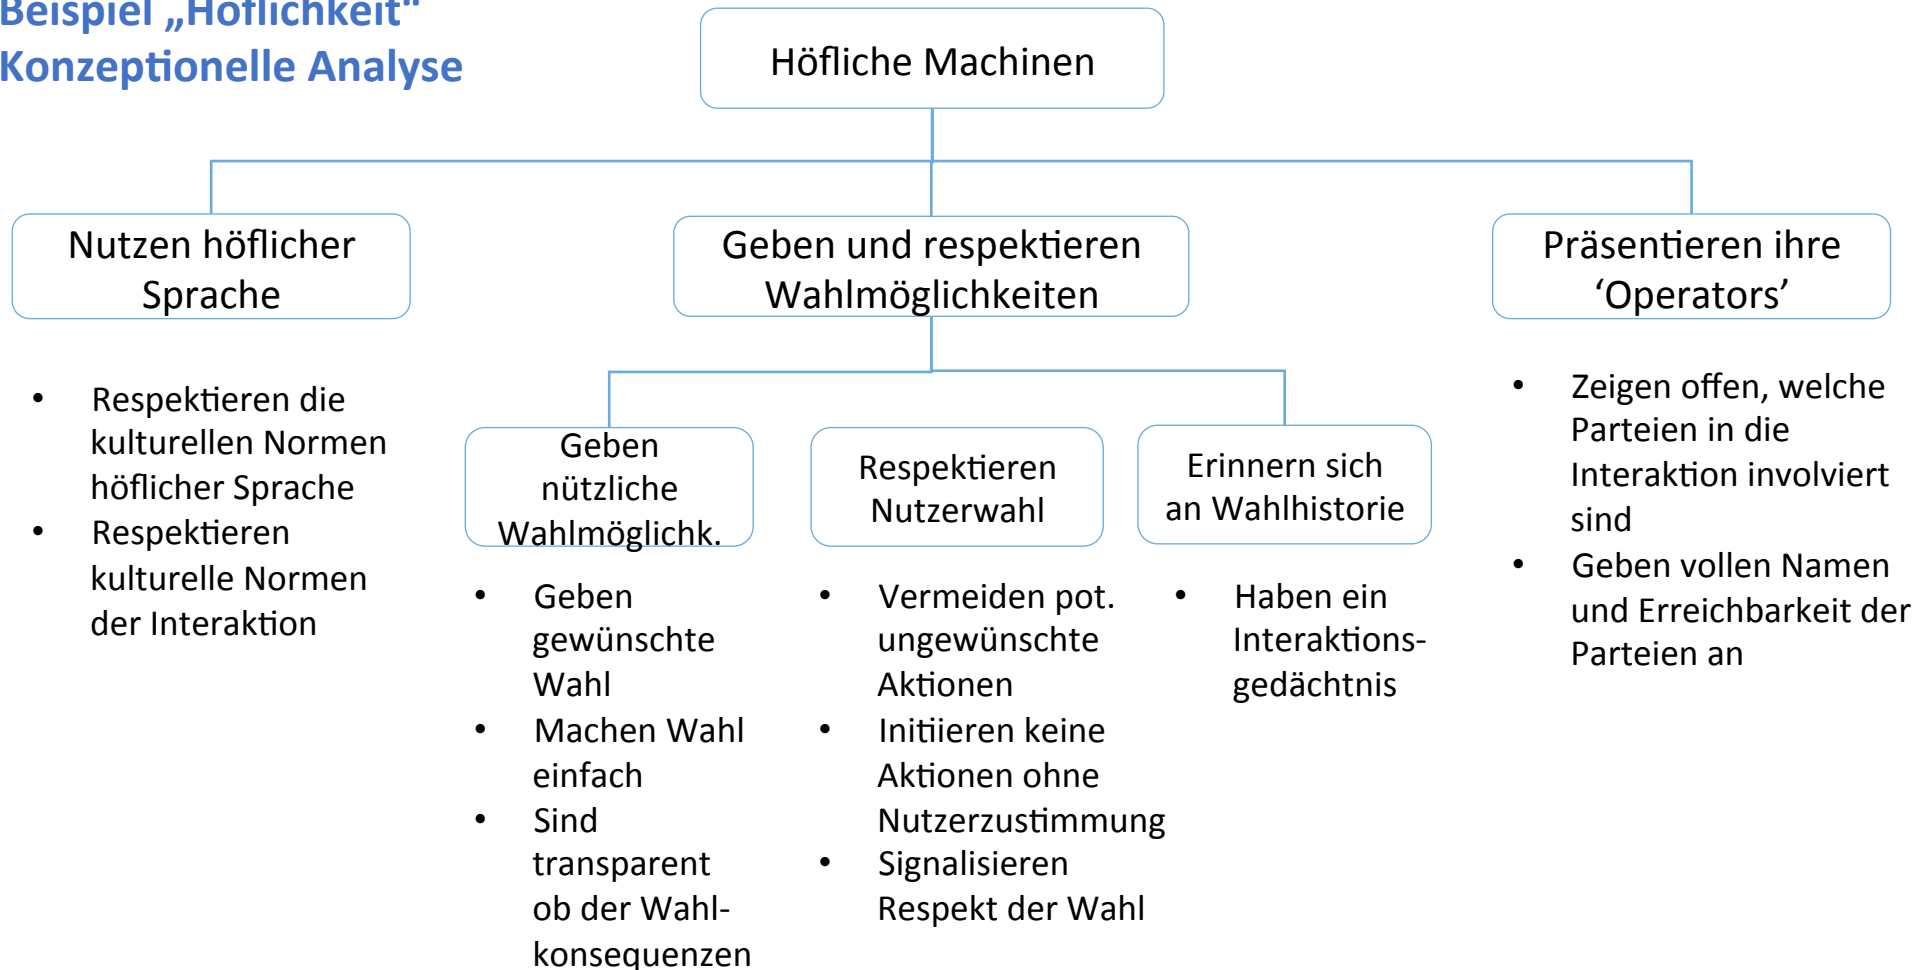 Beispiel „Höflichkeit“
Konzeptionelle Analyse
Höfliche Machinen
Nutzen höflicher
Sprache
Geben und respektieren
Wahlmöglichkeiten
Präsentieren ihre
‘Operators’
• Respektieren die
kulturellen Normen
höflicher Sprache
• Respektieren
kulturelle Normen
der Interaktion
Geben
nützliche
Wahlmöglichk.
• Geben
gewünschte
Wahl
• Machen Wahl
einfach
• Sind
transparent
ob der Wahl-
konsequenzen
Respektieren
Nutzerwahl
• Vermeiden pot.
ungewünschte
Aktionen
• Initiieren keine
Aktionen ohne
Nutzerzustimmung
• Signalisieren
Respekt der Wahl
Erinnern sich
an Wahlhistorie
• Haben ein
Interaktions-
gedächtnis
• Zeigen offen, welche
Parteien in die
Interaktion involviert
sind
• Geben vollen Namen
und Erreichbarkeit der
Parteien an